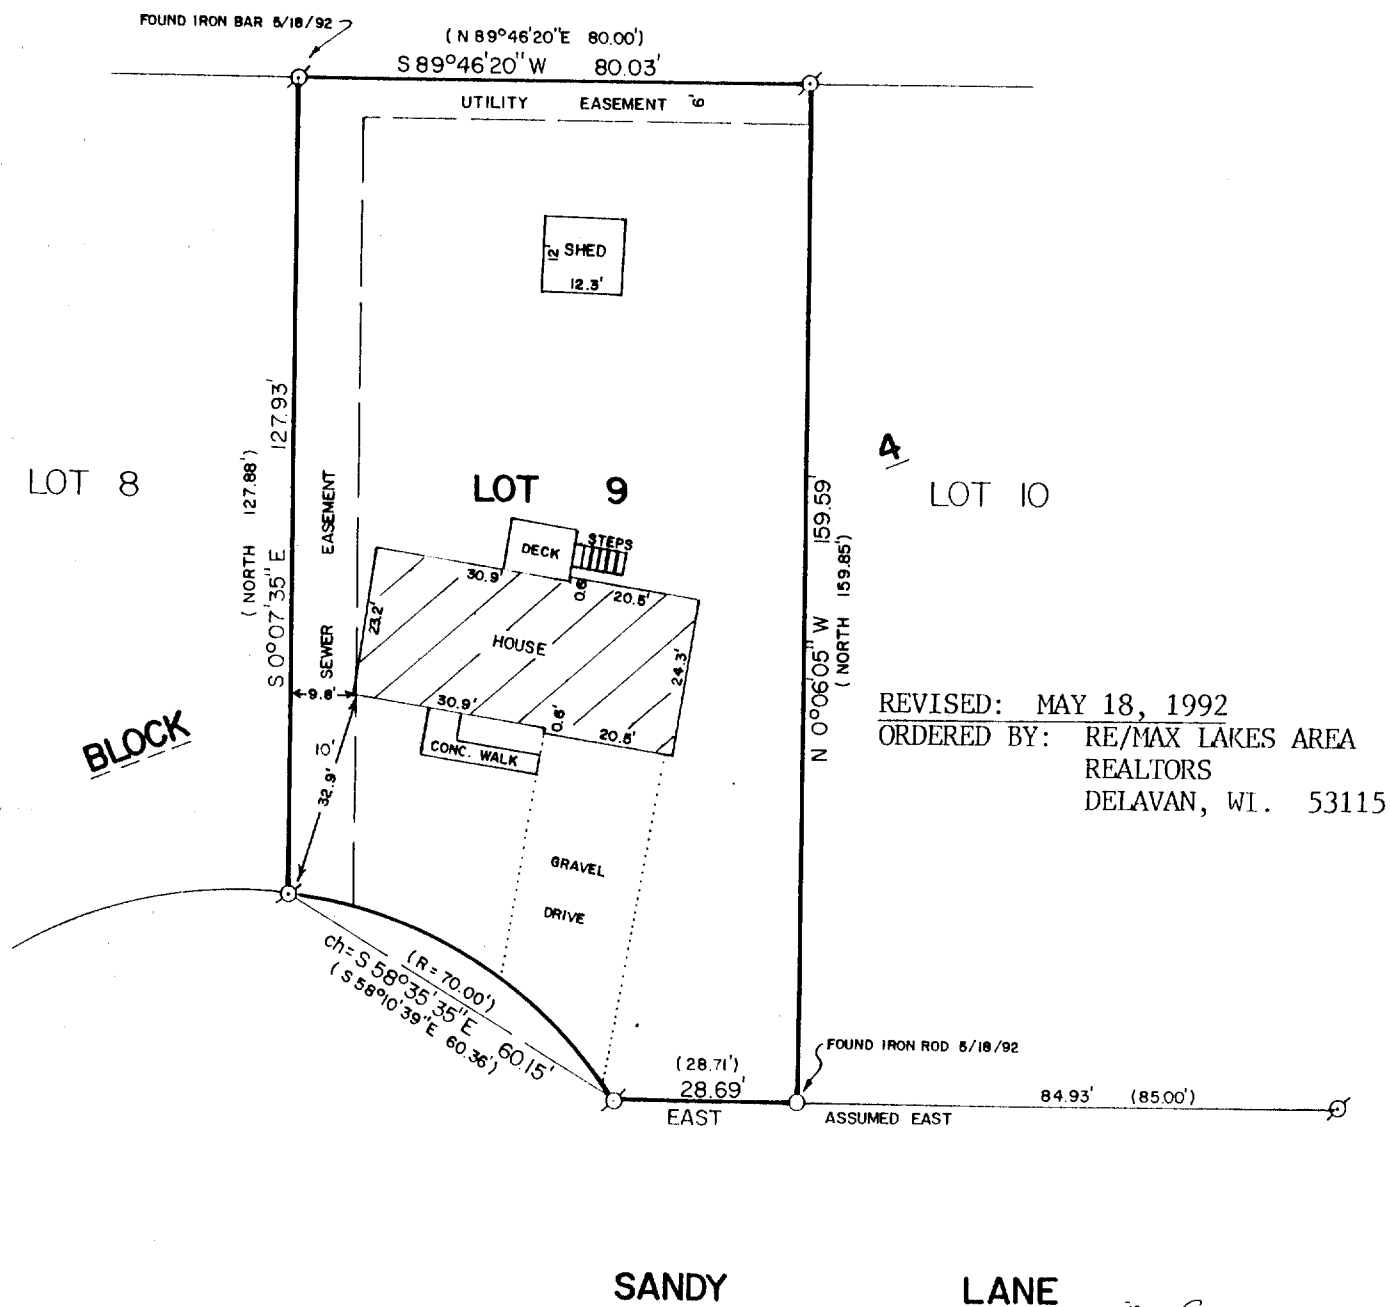 FOUND IRON BAR 5/18/92
( N 89°46'20"E 80.00')
S 89°46'20" W 80.03'
UTILITY EASEMENT 6'
12' SHED
12.3'
S 0°07'35" E 127.93'
( NORTH 127.88')
LOT 8
LOT 9
4
LOT 10
SEWER EASEMENT
N 0°06'05" W 159.59'
( NORTH 159.85')
DECK
STEPS
30.9'
0.6'
20.5'
23.2'
HOUSE
24.3'
9.8'
30.9'
0.6'
20.5'
CONC. WALK
BLOCK
10'
32.9'
REVISED: MAY 18, 1992
ORDERED BY: RE/MAX LAKES AREA
REALTORS
DELAVAN, WI. 53115
GRAVEL
DRIVE
( R = 70.00')
ch= S 58°35'35"E 60.15'
( S 58°10'39"E 60.36')
FOUND IRON ROD 5/18/92
(28.71')
28.69'
EAST
84.93' (85.00')
ASSUMED EAST
SANDY LANE